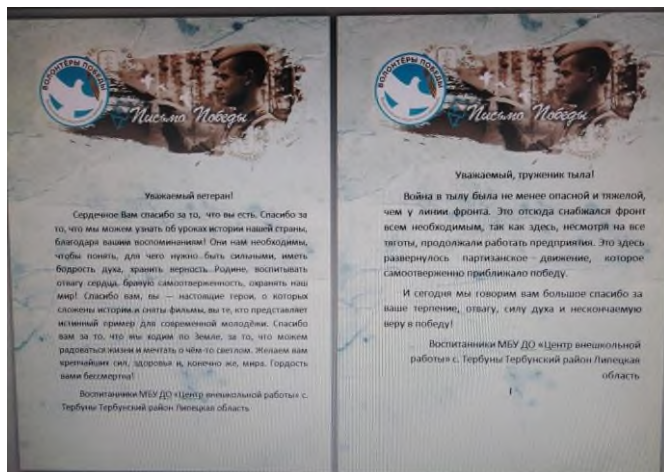 ВОЛОНТЁРЫ ПОБЕДЫ
Письмо Победы
Уважаемый ветеран!
Сердечное Вам спасибо за то, что вы есть. Спасибо за
то, что мы можем узнать об уроках истории нашей страны,
благодаря вашим воспоминаниям! Они нам необходимы,
чтобы понять, для чего нужно быть сильными, иметь
бодрость духа, хранить верность Родине, воспитывать
отвагу сердца, бравую самоотверженность, охранять наш
мир! Спасибо вам, вы — настоящие герои, о которых
сложены истории и сняты фильмы, вы те, кто представляет
истинный пример для современной молодёжи. Спасибо
вам за то, что мы ходим по Земле, за то, что можем
радоваться жизни и мечтать о чём-то светлом. Желаем вам
крепчайших сил, здоровья и, конечно же, мира. Гордость
вами бессмертна!
Воспитанники МБУ ДО «Центр внешкольной работы» с.
Тербуны Тербунский район Липецкая область
ВОЛОНТЁРЫ ПОБЕДЫ
Письмо Победы
Уважаемый, труженик тыла!
Война в тылу была не менее опасной и тяжелой,
чем у линии фронта. Это отсюда снабжался фронт
всем необходимым, так как здесь, несмотря на все
тяготы, продолжали работать предприятия. Это здесь
развернулось партизанское движение, которое
самоотверженно приближало победу.
И сегодня мы говорим вам большое спасибо за
ваше терпение, отвагу, силу духа и нескончаемую
веру в победу!
Воспитанники МБУ ДО «Центр внешкольной
работы» с. Тербуны Тербунский район Липецкая
область